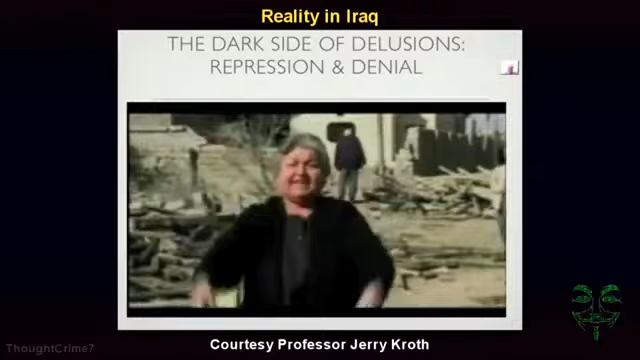 Reality in Iraq
THE DARK SIDE OF DELUSIONS:
REPRESSION & DENIAL
ThoughtCrime7
Courtesy Professor Jerry Kroth